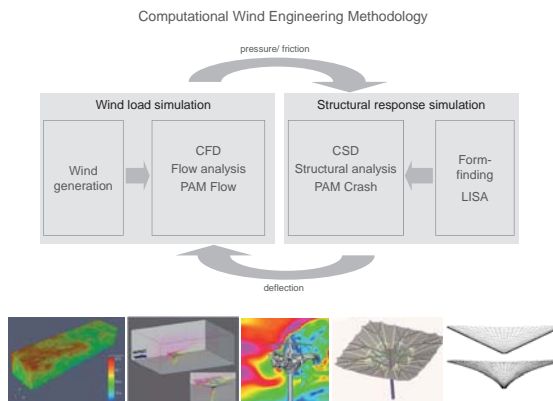 Computational Wind Engineering Methodology
pressure/ friction
Wind load simulation
Structural response simulation
Wind
generation
CFD
Flow analysis
PAM Flow
CSD
Structural analysis
PAM Crash
Form-
finding
LISA
deflection